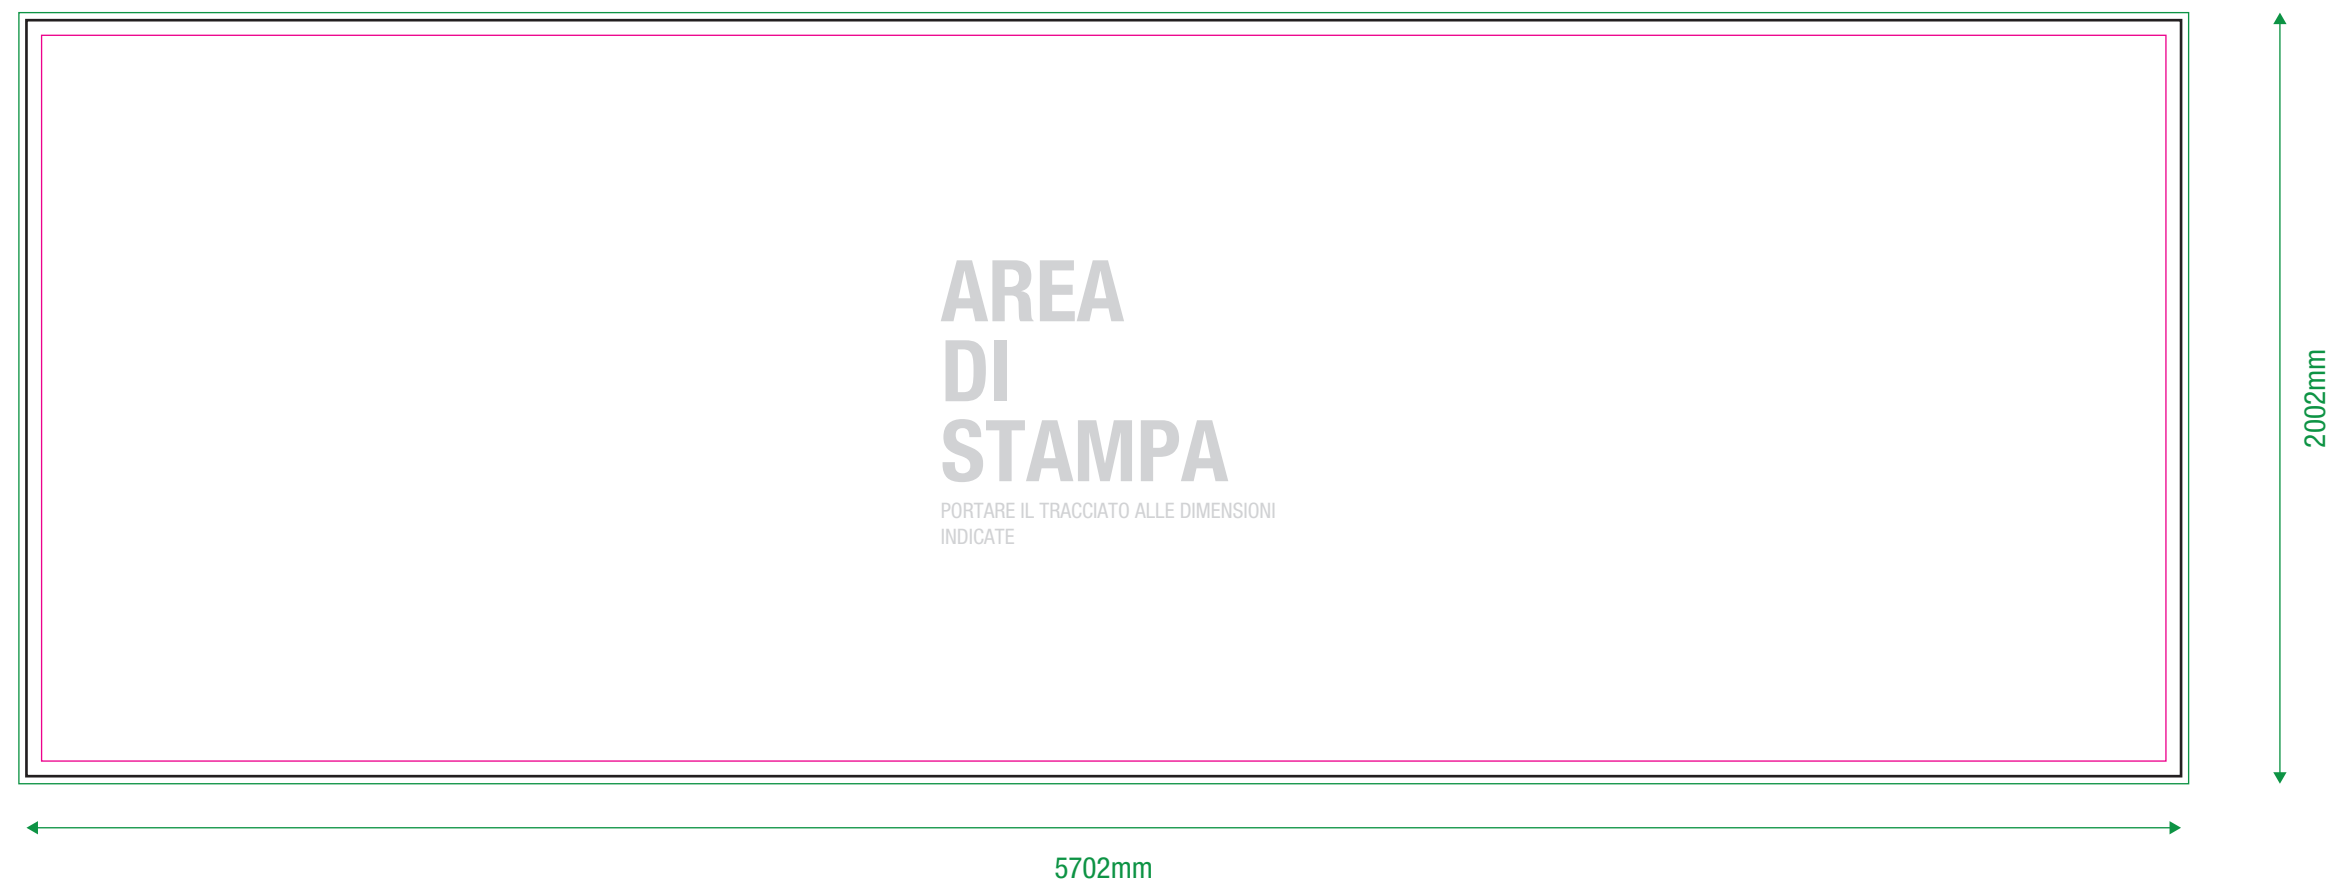 AREA
DI
STAMPA
PORTARE IL TRACCIATO ALLE DIMENSIONI
INDICATE
2002mm
5702mm